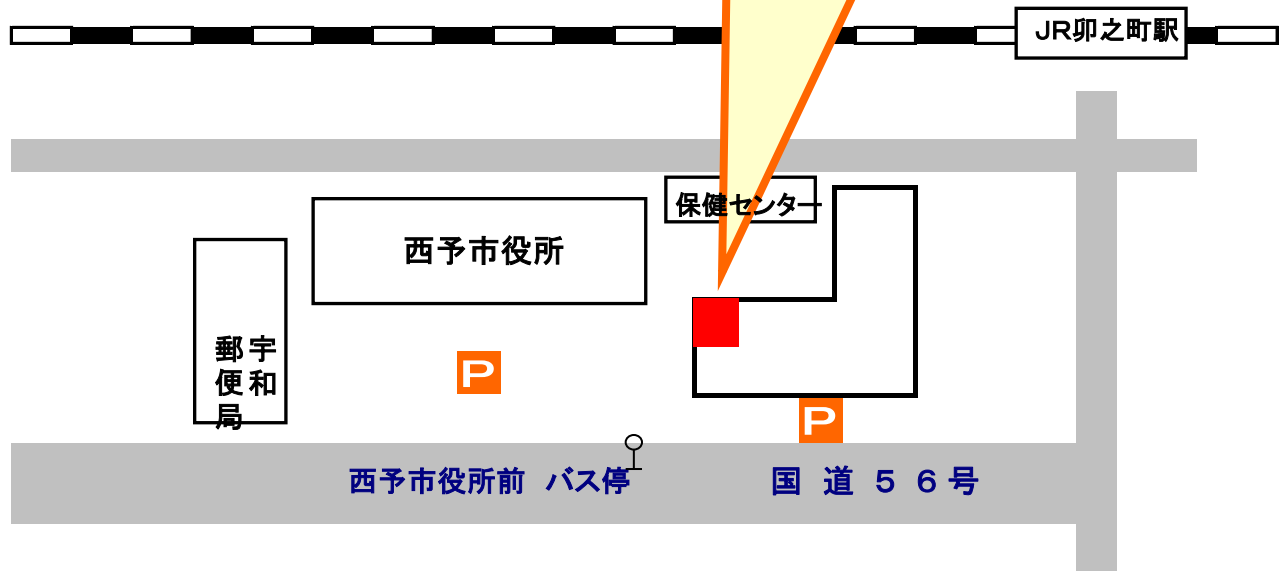 JR卯之町駅
保健センター
西予市役所
宇和
郵便局
P
P
西予市役所前 バス停
国 道 ５ ６ 号